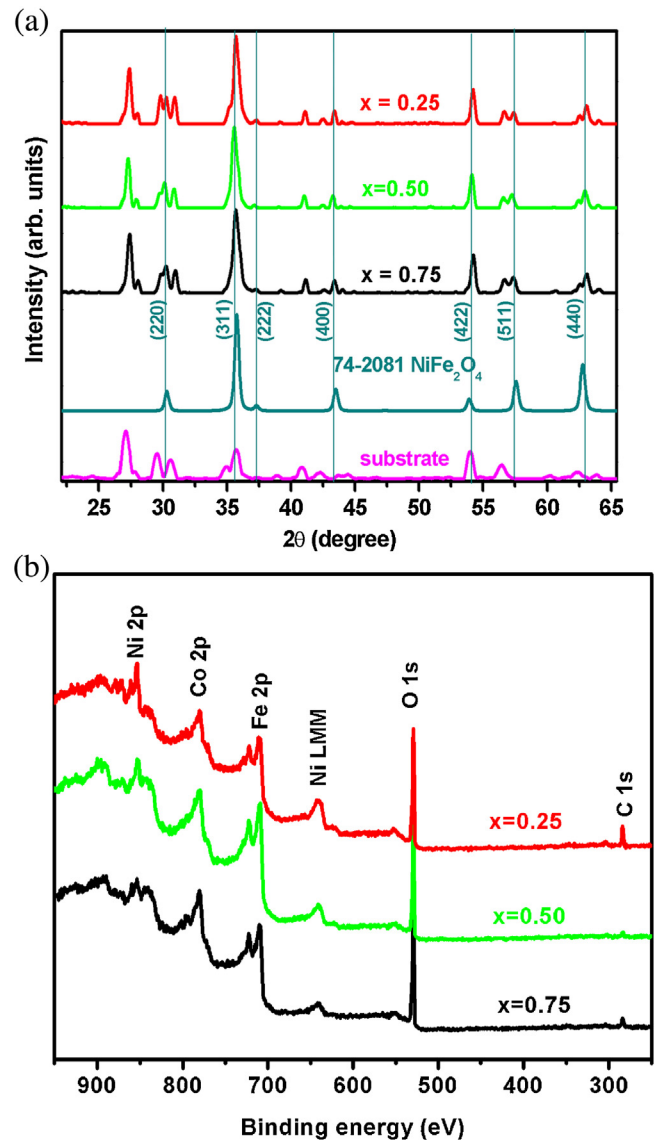 (a)
x = 0.25
x=0.50
x = 0.75
(220)
(311)
(222)
(400)
(422)
(511)
(440)
74-2081 NiFe₂O₄
substrate
Intensity (arb. units)
25 30 35 40 45 50 55 60 65
2θ (degree)
(b)
Ni 2p
Co 2p
Fe 2p
Ni LMM
O 1s
C 1s
x=0.25
x=0.50
x=0.75
Intensity (arb. units)
900 800 700 600 500 400 300
Binding energy (eV)